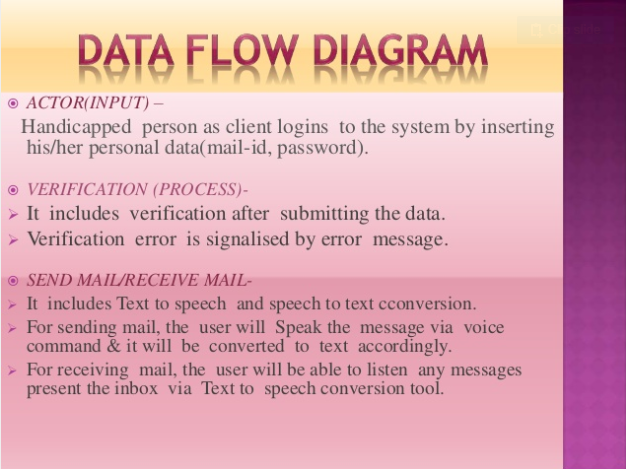 DATA FLOW DIAGRAM
ACTOR(INPUT) –
Handicapped person as client logins to the system by inserting
his/her personal data(mail-id, password).
VERIFICATION (PROCESS)-
It includes verification after submitting the data.
Verification error is signalised by error message.
SEND MAIL/RECEIVE MAIL-
It includes Text to speech and speech to text cconversion.
For sending mail, the user will Speak the message via voice
command & it will be converted to text accordingly.
For receiving mail, the user will be able to listen any messages
present the inbox via Text to speech conversion tool.